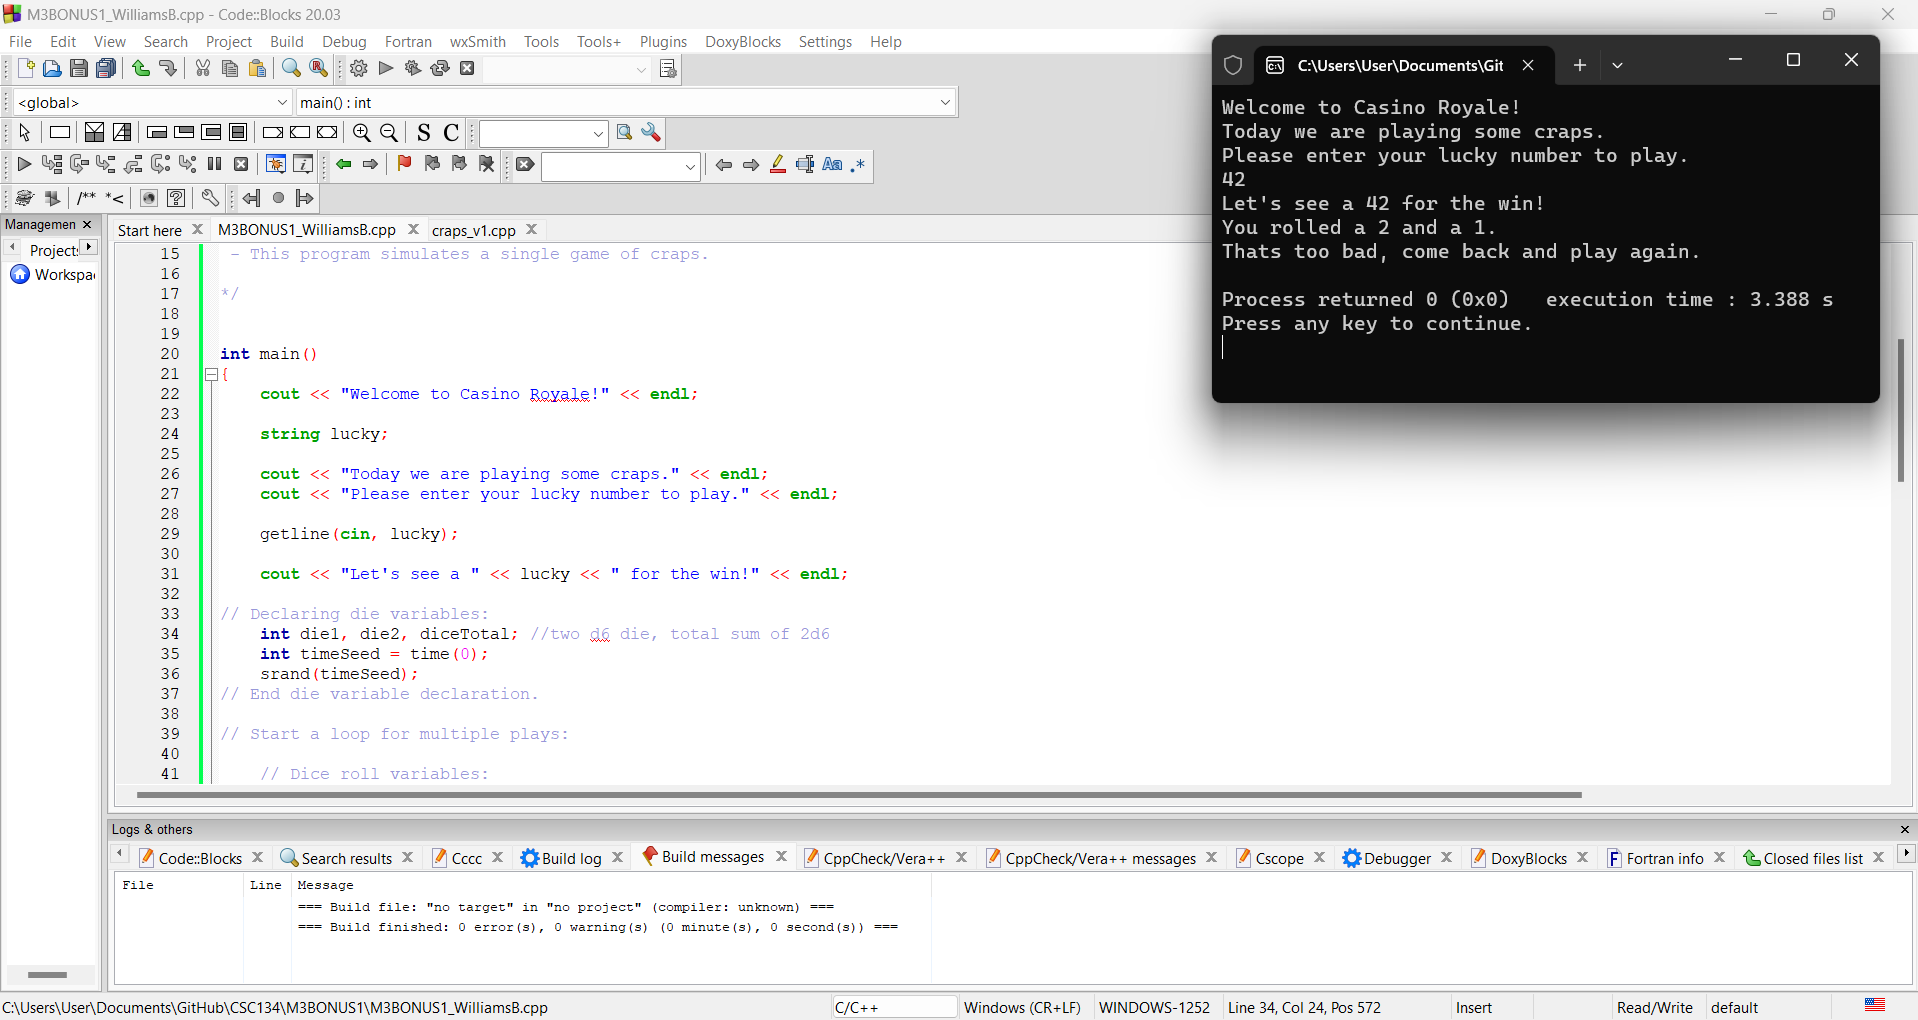 M3BONUS1_WilliamsB.cpp - Code::Blocks 20.03
File Edit View Search Project Build Debug Fortran wxSmith Tools Tools+ Plugins DoxyBlocks Settings Help
<global> main() : int
S C
Aa .*
/** *<
Managemen
Projects
Workspa
Start here M3BONUS1_WilliamsB.cpp craps_v1.cpp
15 - This program simulates a single game of craps.
16
17 */
18
19
20 int main()
21 {
22 cout << "Welcome to Casino Royale!" << endl;
23
24 string lucky;
25
26 cout << "Today we are playing some craps." << endl;
27 cout << "Please enter your lucky number to play." << endl;
28
29 getline(cin, lucky);
30
31 cout << "Let's see a " << lucky << " for the win!" << endl;
32
33 // Declaring die variables:
34 int die1, die2, diceTotal; //two d6 die, total sum of 2d6
35 int timeSeed = time(0);
36 srand(timeSeed);
37 // End die variable declaration.
38
39 // Start a loop for multiple plays:
40
41 // Dice roll variables:
C:\Users\User\Documents\Git
Welcome to Casino Royale!
Today we are playing some craps.
Please enter your lucky number to play.
42
Let's see a 42 for the win!
You rolled a 2 and a 1.
Thats too bad, come back and play again.
Process returned 0 (0x0) execution time : 3.388 s
Press any key to continue.
Logs & others
Code::Blocks Search results Cccc Build log Build messages CppCheck/Vera++ CppCheck/Vera++ messages Cscope Debugger DoxyBlocks Fortran info Closed files list
File Line Message
=== Build file: "no target" in "no project" (compiler: unknown) ===
=== Build finished: 0 error(s), 0 warning(s) (0 minute(s), 0 second(s)) ===
C:\Users\User\Documents\GitHub\CSC134\M3BONUS1\M3BONUS1_WilliamsB.cpp C/C++ Windows (CR+LF) WINDOWS-1252 Line 34, Col 24, Pos 572 Insert Read/Write default